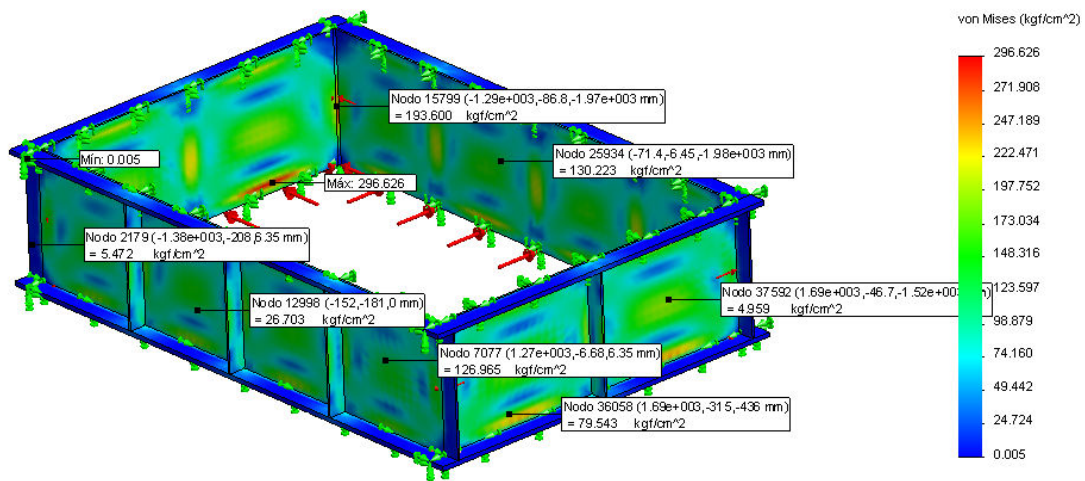 von Mises (kgf/cm^2)
296.626
271.908
247.189
222.471
197.752
173.034
148.316
123.597
98.879
74.160
49.442
24.724
0.005
Nodo 15799 (-1.29e+003,-86.8,-1.97e+003 mm)
= 193.600 kgf/cm^2
Nodo 25934 (-71.4,-6.45,-1.98e+003 mm)
= 130.223 kgf/cm^2
Mín: 0.005
Máx: 296.626
Nodo 2179 (-1.38e+003,-208,6.35 mm)
= 5.472 kgf/cm^2
Nodo 12998 (-152,-181,0 mm)
= 26.703 kgf/cm^2
Nodo 37592 (1.69e+003,-46.7,-1.52e+003
= 4.959 kgf/cm^2
Nodo 7077 (1.27e+003,-6.68,6.35 mm)
= 126.965 kgf/cm^2
Nodo 36058 (1.69e+003,-315,-436 mm)
= 79.543 kgf/cm^2